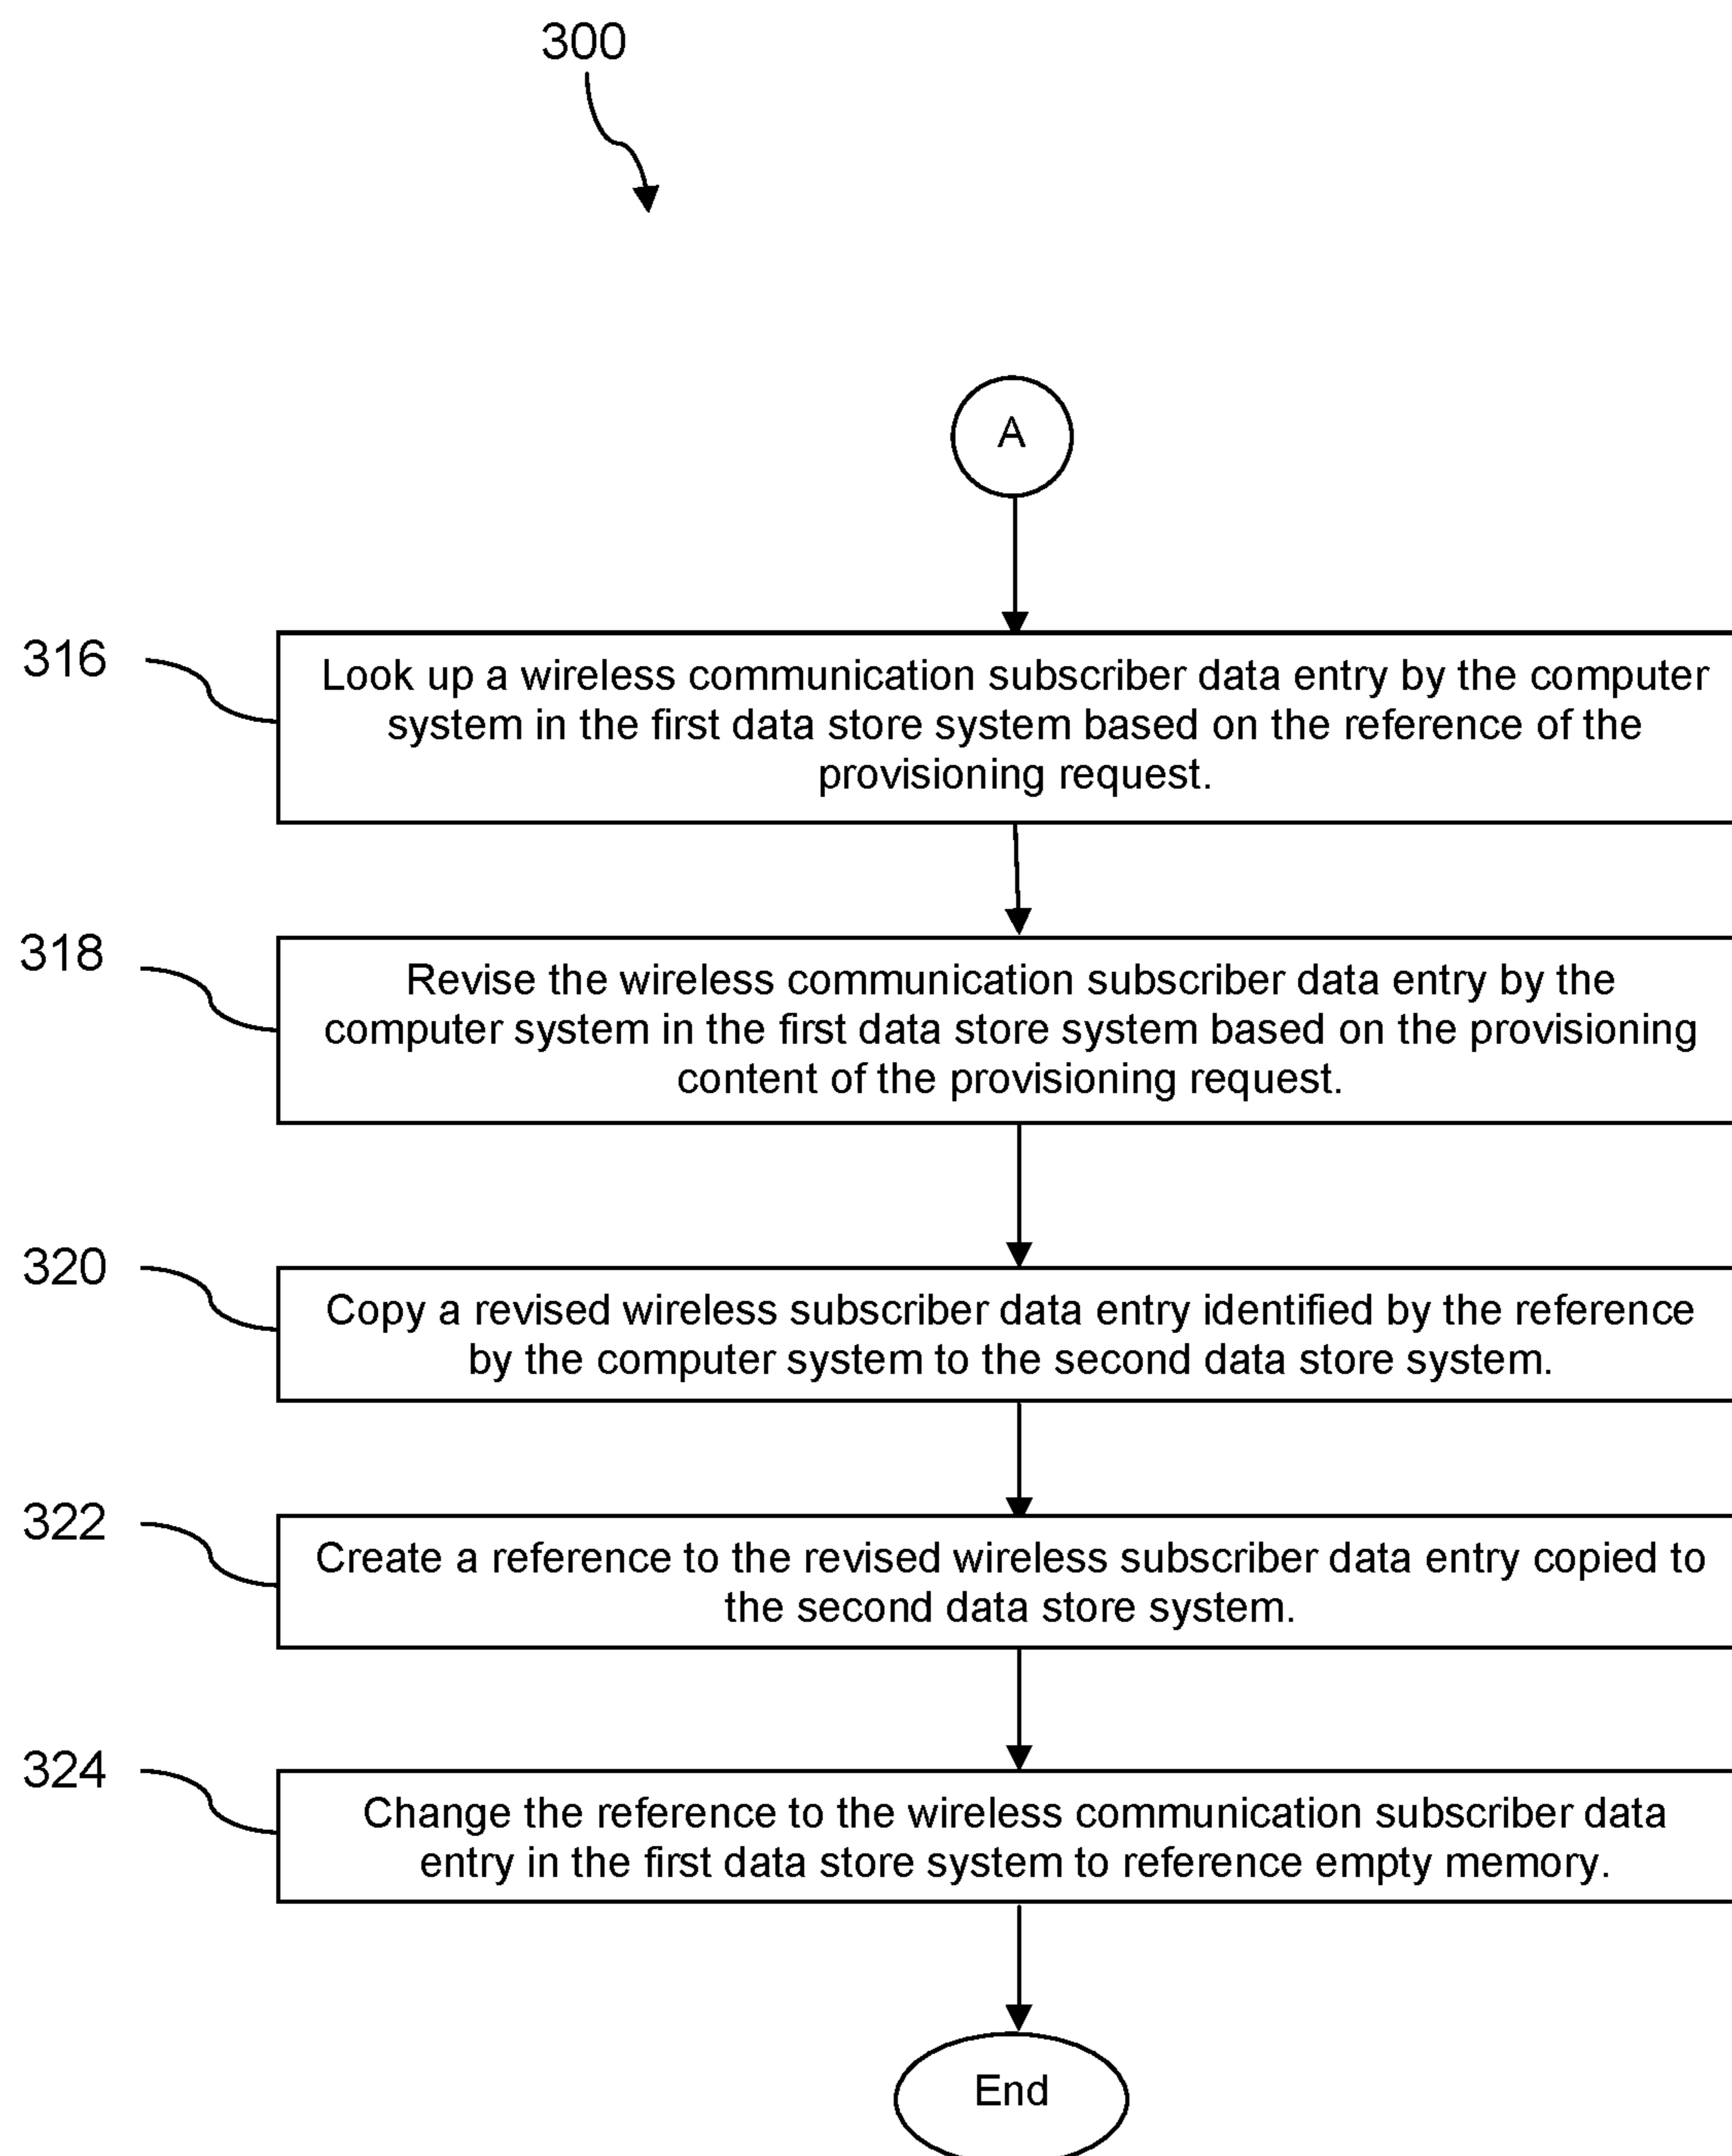 300
A
316
Look up a wireless communication subscriber data entry by the computer
system in the first data store system based on the reference of the
provisioning request.
318
Revise the wireless communication subscriber data entry by the
computer system in the first data store system based on the provisioning
content of the provisioning request.
320
Copy a revised wireless subscriber data entry identified by the reference
by the computer system to the second data store system.
322
Create a reference to the revised wireless subscriber data entry copied to
the second data store system.
324
Change the reference to the wireless communication subscriber data
entry in the first data store system to reference empty memory.
End